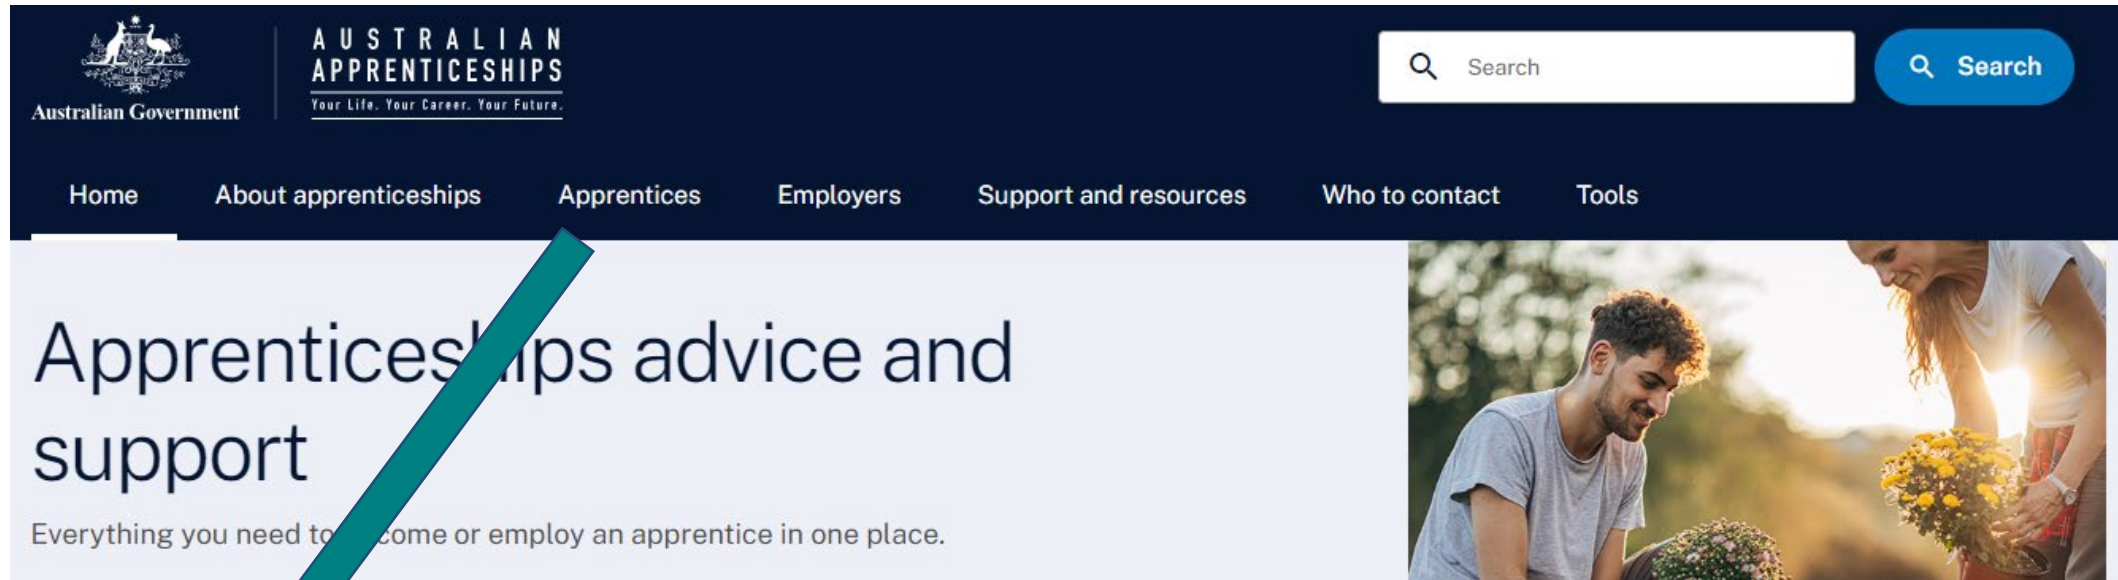 AUSTRALIAN
APPRENTICESHIPS
Your Life. Your Career. Your Future.
Australian Government
Search
Search
Home About apprenticeships Apprentices Employers Support and resources Who to contact Tools
advice and
support
Everything you need or employ an apprentice in one place.